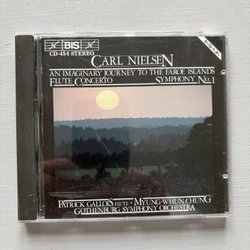 BIS
CD-454 STEREO
CARL NIELSEN
AN IMAGINARY JOURNEY TO THE FAROE ISLANDS
FLUTE CONCERTO SYMPHONY No. 1
PATRICK GALLOIS FLUTE · MYUNG-WHUN CHUNG
GOTHENBURG SYMPHONY ORCHESTRA